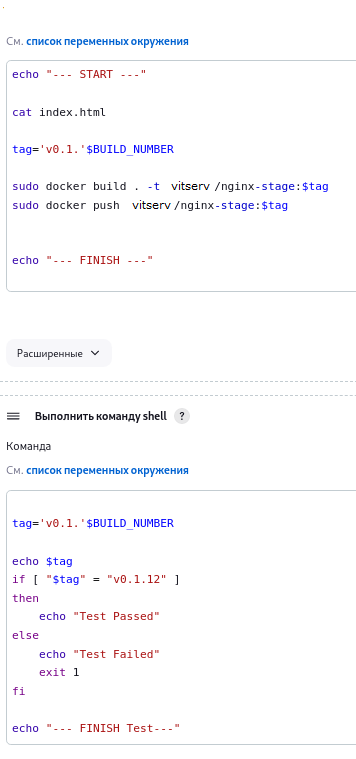 См. список переменных окружения
echo "--- START ---"
cat index.html
tag='v0.1.'$BUILD_NUMBER
sudo docker build . -t vitserv /nginx-stage:$tag
sudo docker push vitserv /nginx-stage:$tag
echo "--- FINISH ---"
Расширенные
Выполнить команду shell ?
Команда
См. список переменных окружения
tag='v0.1.'$BUILD_NUMBER
echo $tag
if [ "$tag" = "v0.1.12" ]
then
    echo "Test Passed"
else
    echo "Test Failed"
    exit 1
fi
echo "--- FINISH Test---"